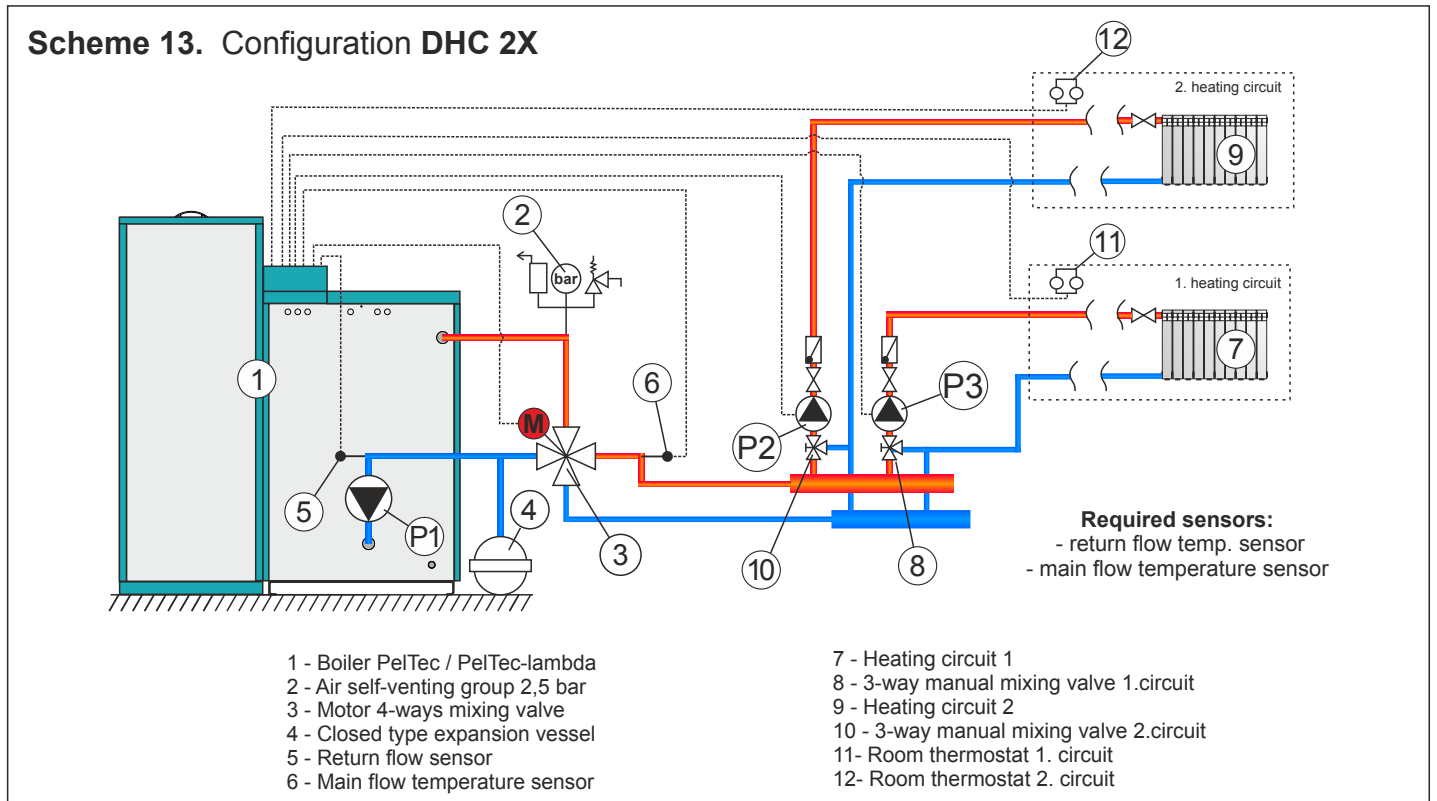 Scheme 13. Configuration DHC 2X
12
2. heating circuit
9
2
bar
11
1. heating circuit
7
1
6
M
P2
P3
5
P1
4
3
10
8
Required sensors:
- return flow temp. sensor
- main flow temperature sensor
1 - Boiler PelTec / PelTec-lambda
2 - Air self-venting group 2,5 bar
3 - Motor 4-ways mixing valve
4 - Closed type expansion vessel
5 - Return flow sensor
6 - Main flow temperature sensor
7 - Heating circuit 1
8 - 3-way manual mixing valve 1.circuit
9 - Heating circuit 2
10 - 3-way manual mixing valve 2.circuit
11- Room thermostat 1. circuit
12- Room thermostat 2. circuit